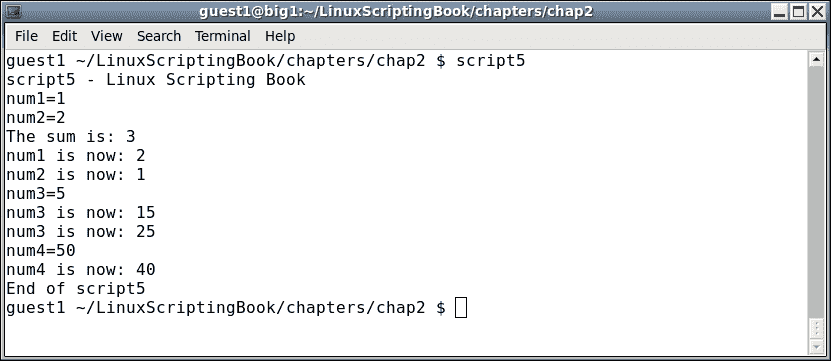 guest1@big1:~/LinuxScriptingBook/chapters/chap2
File Edit View Search Terminal Help
guest1 ~/LinuxScriptingBook/chapters/chap2 $ script5
script5 - Linux Scripting Book
num1=1
num2=2
The sum is: 3
num1 is now: 2
num2 is now: 1
num3=5
num3 is now: 15
num3 is now: 25
num4=50
num4 is now: 40
End of script5
guest1 ~/LinuxScriptingBook/chapters/chap2 $